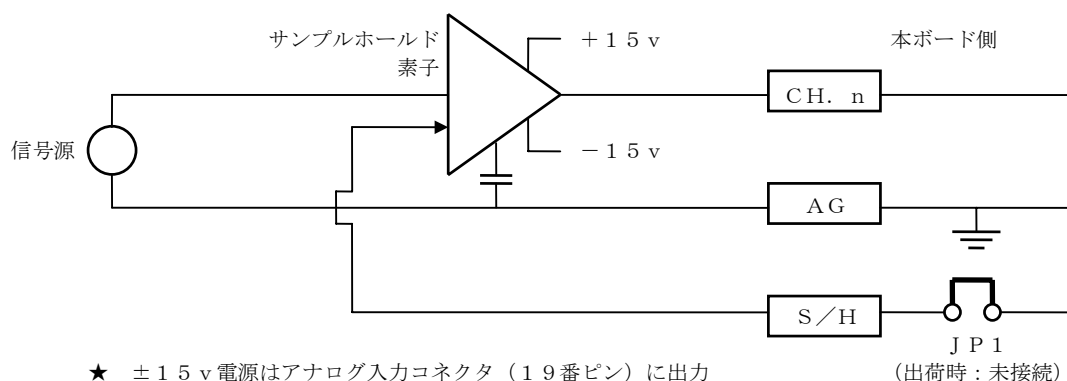 サンプルホールド
素子
＋１５ｖ
本ボード側
ＣＨ．ｎ
信号源
－１５ｖ
ＡＧ
Ｓ／Ｈ
ＪＰ１
★　±１５ｖ電源はアナログ入力コネクタ（１９番ピン）に出力
（出荷時：未接続）